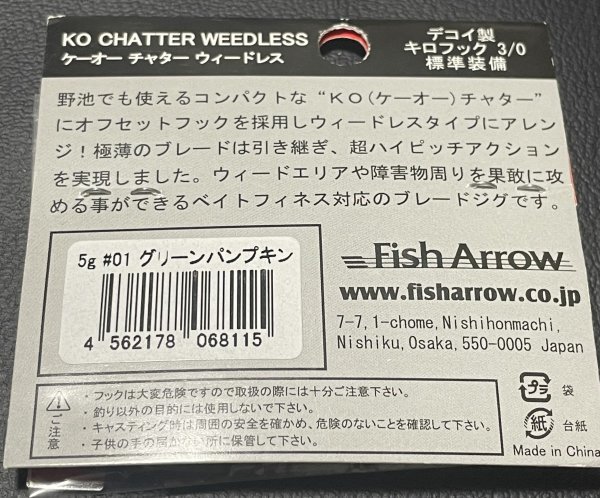 KO CHATTER WEEDLESS
ケーオー チャター ウィードレス
デコイ製
キロフック 3/0
標準装備
野池でも使えるコンパクトな “KO(ケーオー)チャター”
にオフセットフックを採用しウィードレスタイプにアレン
ジ！極薄のブレードは引き継ぎ、超ハイピッチアクション
を実現しました。ウィードエリアや障害物周りを果敢に攻
める事ができるベイトフィネス対応のブレードジグです。
5g #01 グリーンパンプキン
4 562178 068115
Fish Arrow
www.fisharrow.co.jp
7-7,1-chome,Nishihonmachi,
Nishiku,Osaka,550-0005 Japan
ご注意
・フックは大変危険ですので取扱の際には十分ご注意下さい。
・釣り以外の目的には使用しないで下さい。
・キャスティング時は周囲の安全を確かめ、危険のないことを確認して下さい。
・子供の手の届かない所に保管して下さい。
プラ 袋
紙 台紙
Made in China